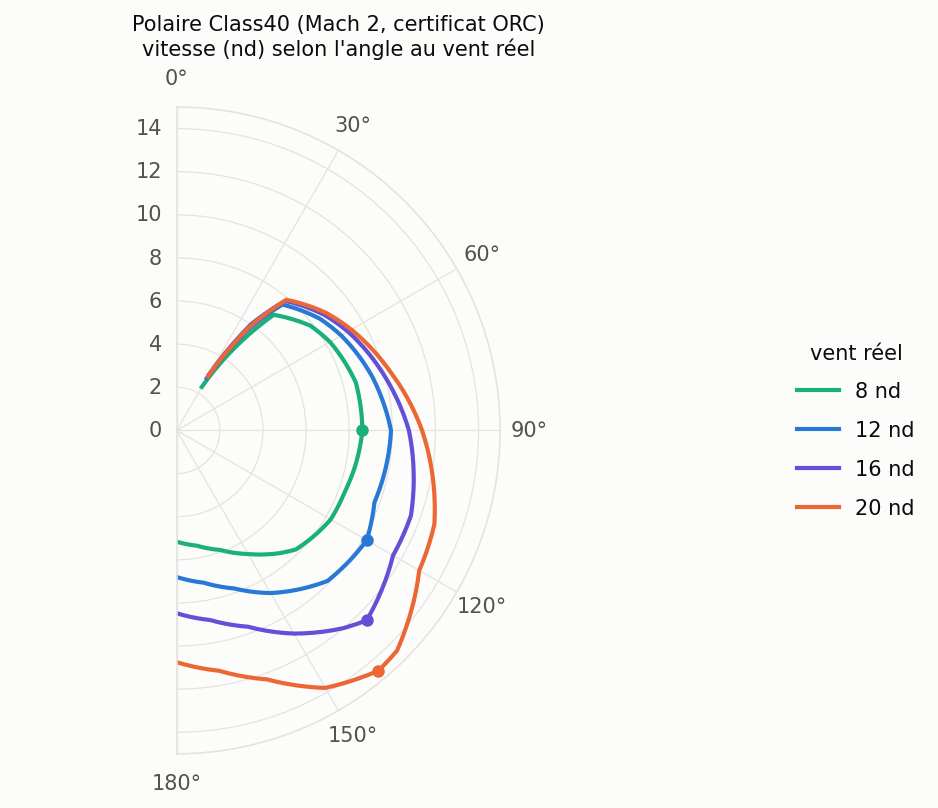 Polaire Class40 (Mach 2, certificat ORC)
vitesse (nd) selon l'angle au vent réel
0°
30°
60°
90°
120°
150°
180°
14
12
10
8
6
4
2
0
vent réel
8 nd
12 nd
16 nd
20 nd